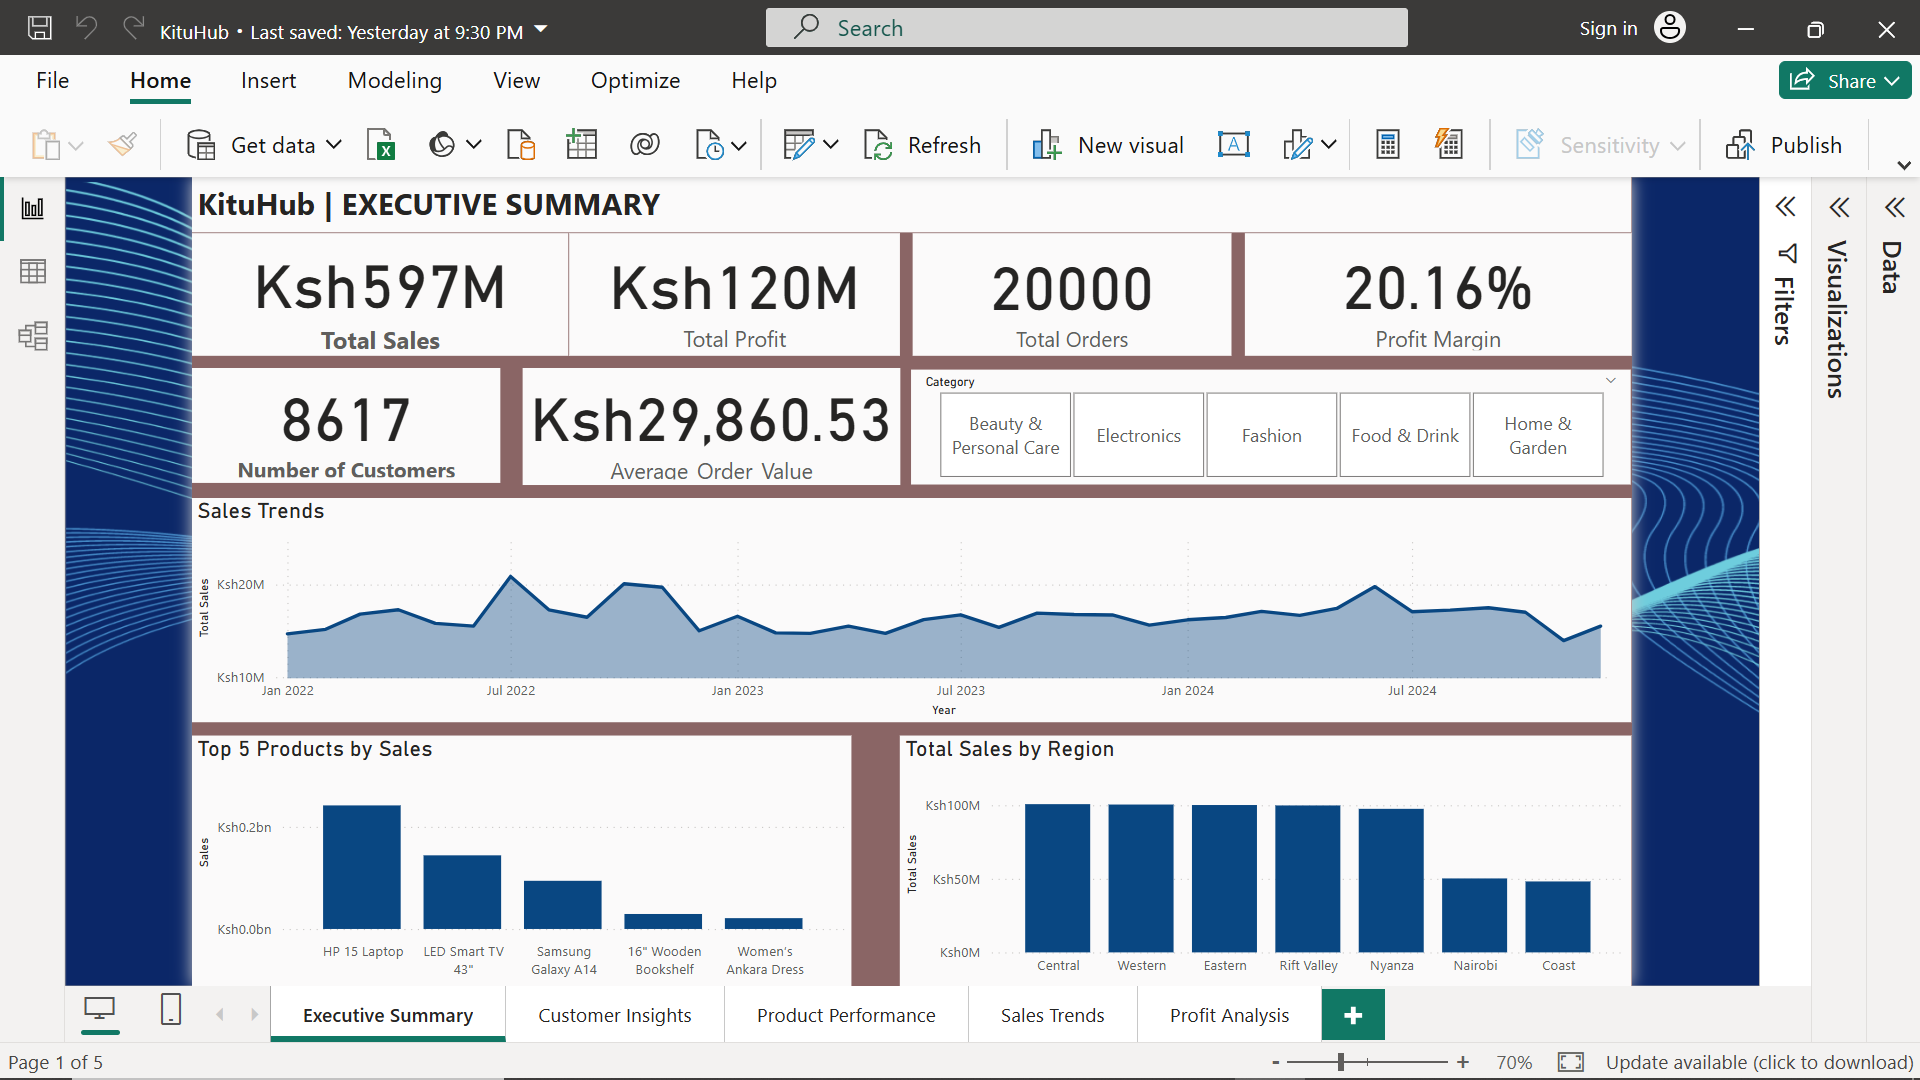 KituHub • Last saved: Yesterday at 9:30 PM
Search
Sign in
File Home Insert Modeling View Optimize Help
Share
Get data
Refresh
New visual
Sensitivity
Publish
KituHub | EXECUTIVE SUMMARY
Ksh597M
Total Sales
Ksh120M
Total Profit
20000
Total Orders
20.16%
Profit Margin
8617
Number of Customers
Ksh29,860.53
Average Order Value
Category
Beauty &
Personal Care
Electronics
Fashion
Food & Drink
Home &
Garden
Filters
Visualizations
Data
Sales Trends
Total Sales
Ksh20M
Ksh10M
Jan 2022 Jul 2022 Jan 2023 Jul 2023 Jan 2024 Jul 2024
Year
Top 5 Products by Sales
Sales
Ksh0.2bn
Ksh0.0bn
HP 15 Laptop
LED Smart TV
43"
Samsung
Galaxy A14
16" Wooden
Bookshelf
Women's
Ankara Dress
Total Sales by Region
Total Sales
Ksh100M
Ksh50M
Ksh0M
Central Western Eastern Rift Valley Nyanza Nairobi Coast
Executive Summary Customer Insights Product Performance Sales Trends Profit Analysis +
Page 1 of 5
- + 70%
Update available (click to download)